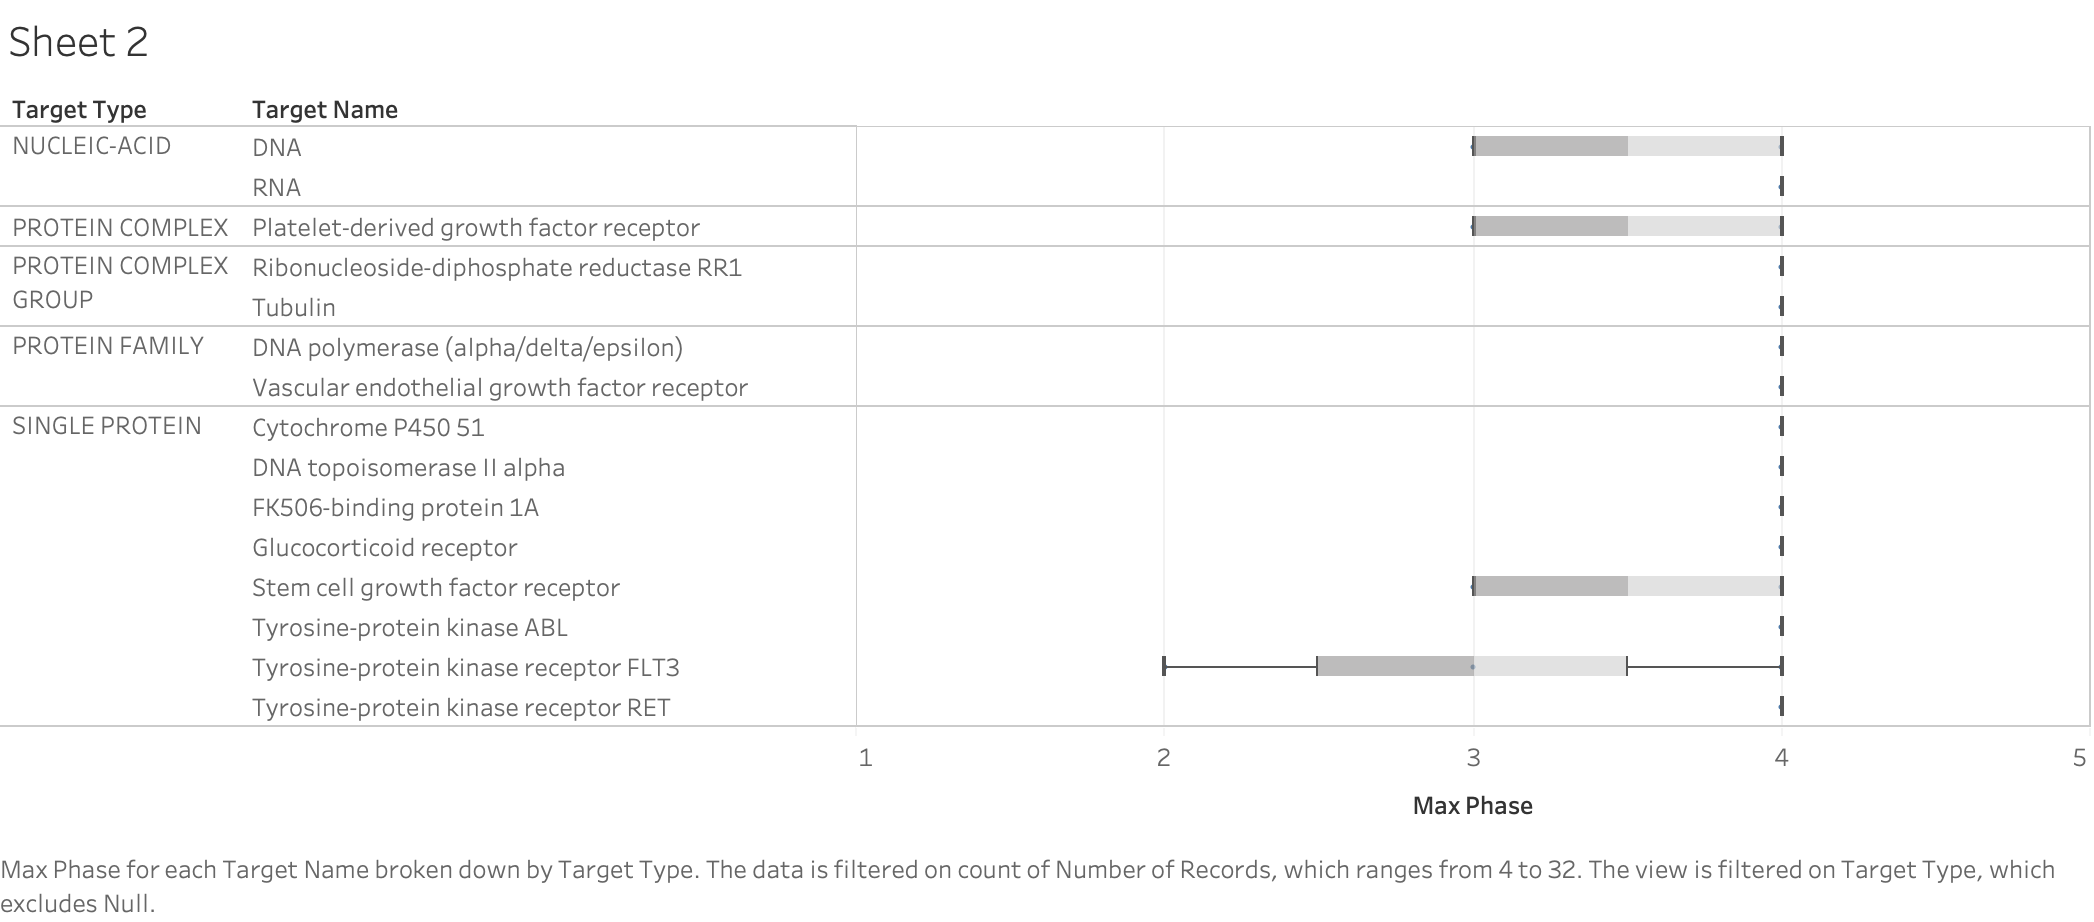 Sheet 2
Target Type Target Name
NUCLEIC-ACID DNA
RNA
PROTEIN COMPLEX Platelet-derived growth factor receptor
PROTEIN COMPLEX GROUP Ribonucleoside-diphosphate reductase RR1
Tubulin
PROTEIN FAMILY DNA polymerase (alpha/delta/epsilon)
Vascular endothelial growth factor receptor
SINGLE PROTEIN Cytochrome P450 51
DNA topoisomerase II alpha
FK506-binding protein 1A
Glucocorticoid receptor
Stem cell growth factor receptor
Tyrosine-protein kinase ABL
Tyrosine-protein kinase receptor FLT3
Tyrosine-protein kinase receptor RET
1 2 3 4 5
Max Phase
Max Phase for each Target Name broken down by Target Type. The data is filtered on count of Number of Records, which ranges from 4 to 32. The view is filtered on Target Type, which
excludes Null.